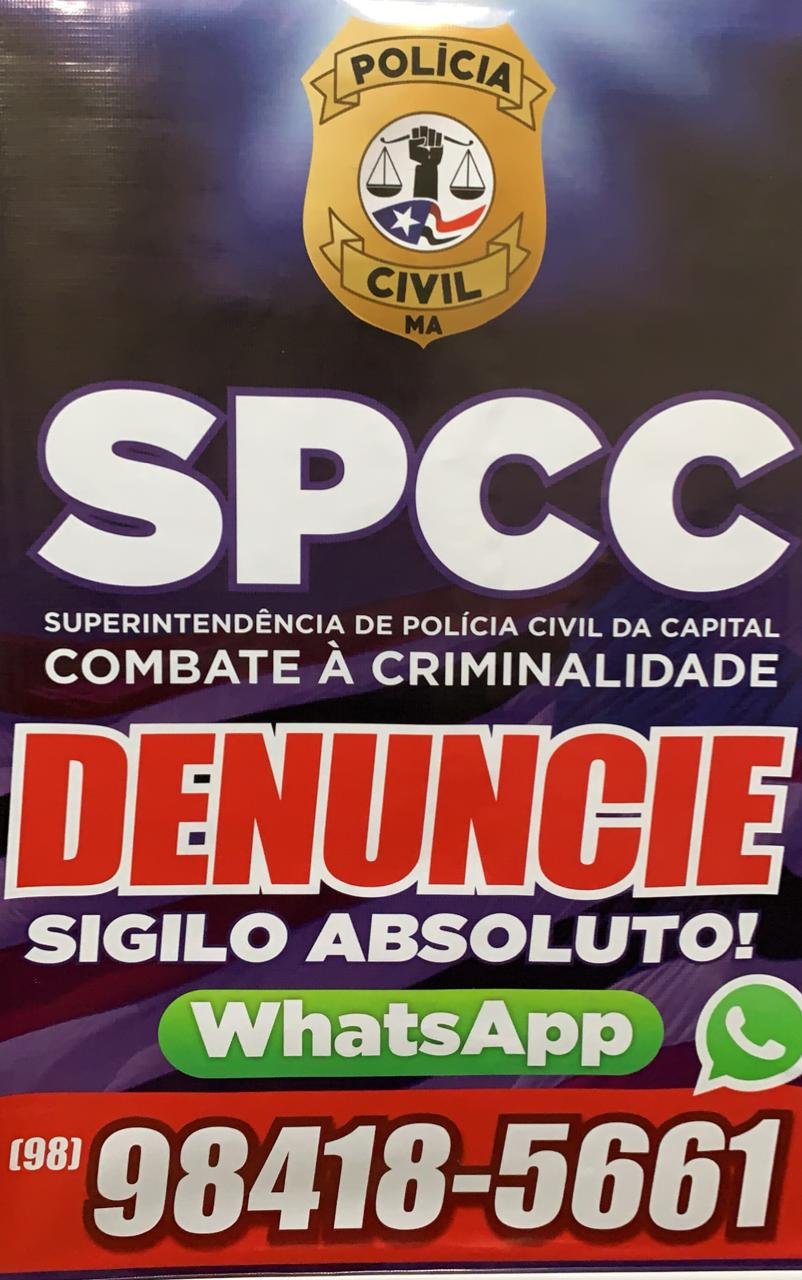 POLÍCIA
CIVIL
MA
SPCC
SUPERINTENDÊNCIA DE POLÍCIA CIVIL DA CAPITAL
COMBATE À CRIMINALIDADE
DENUNCIE
SIGILO ABSOLUTO!
WhatsApp
(98) 98418-5661